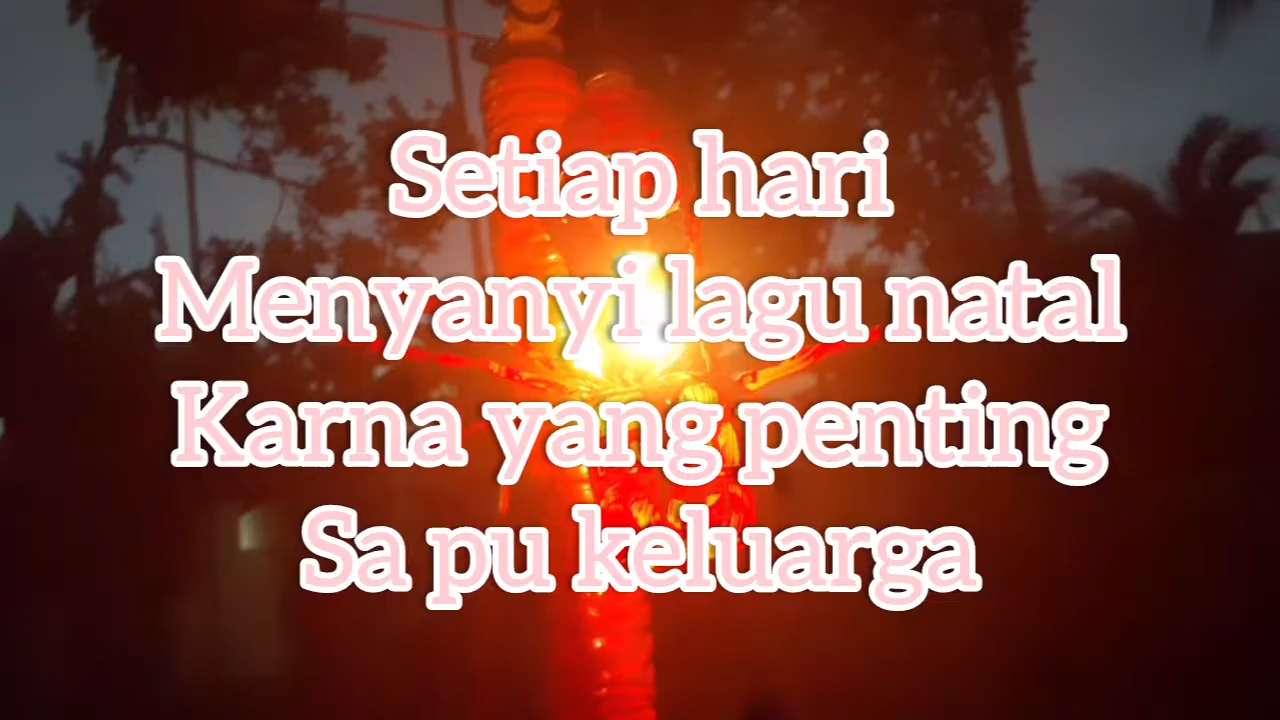 Setiap hari
Menyanyi lagu natal
Karna yang penting
Sa pu keluarga